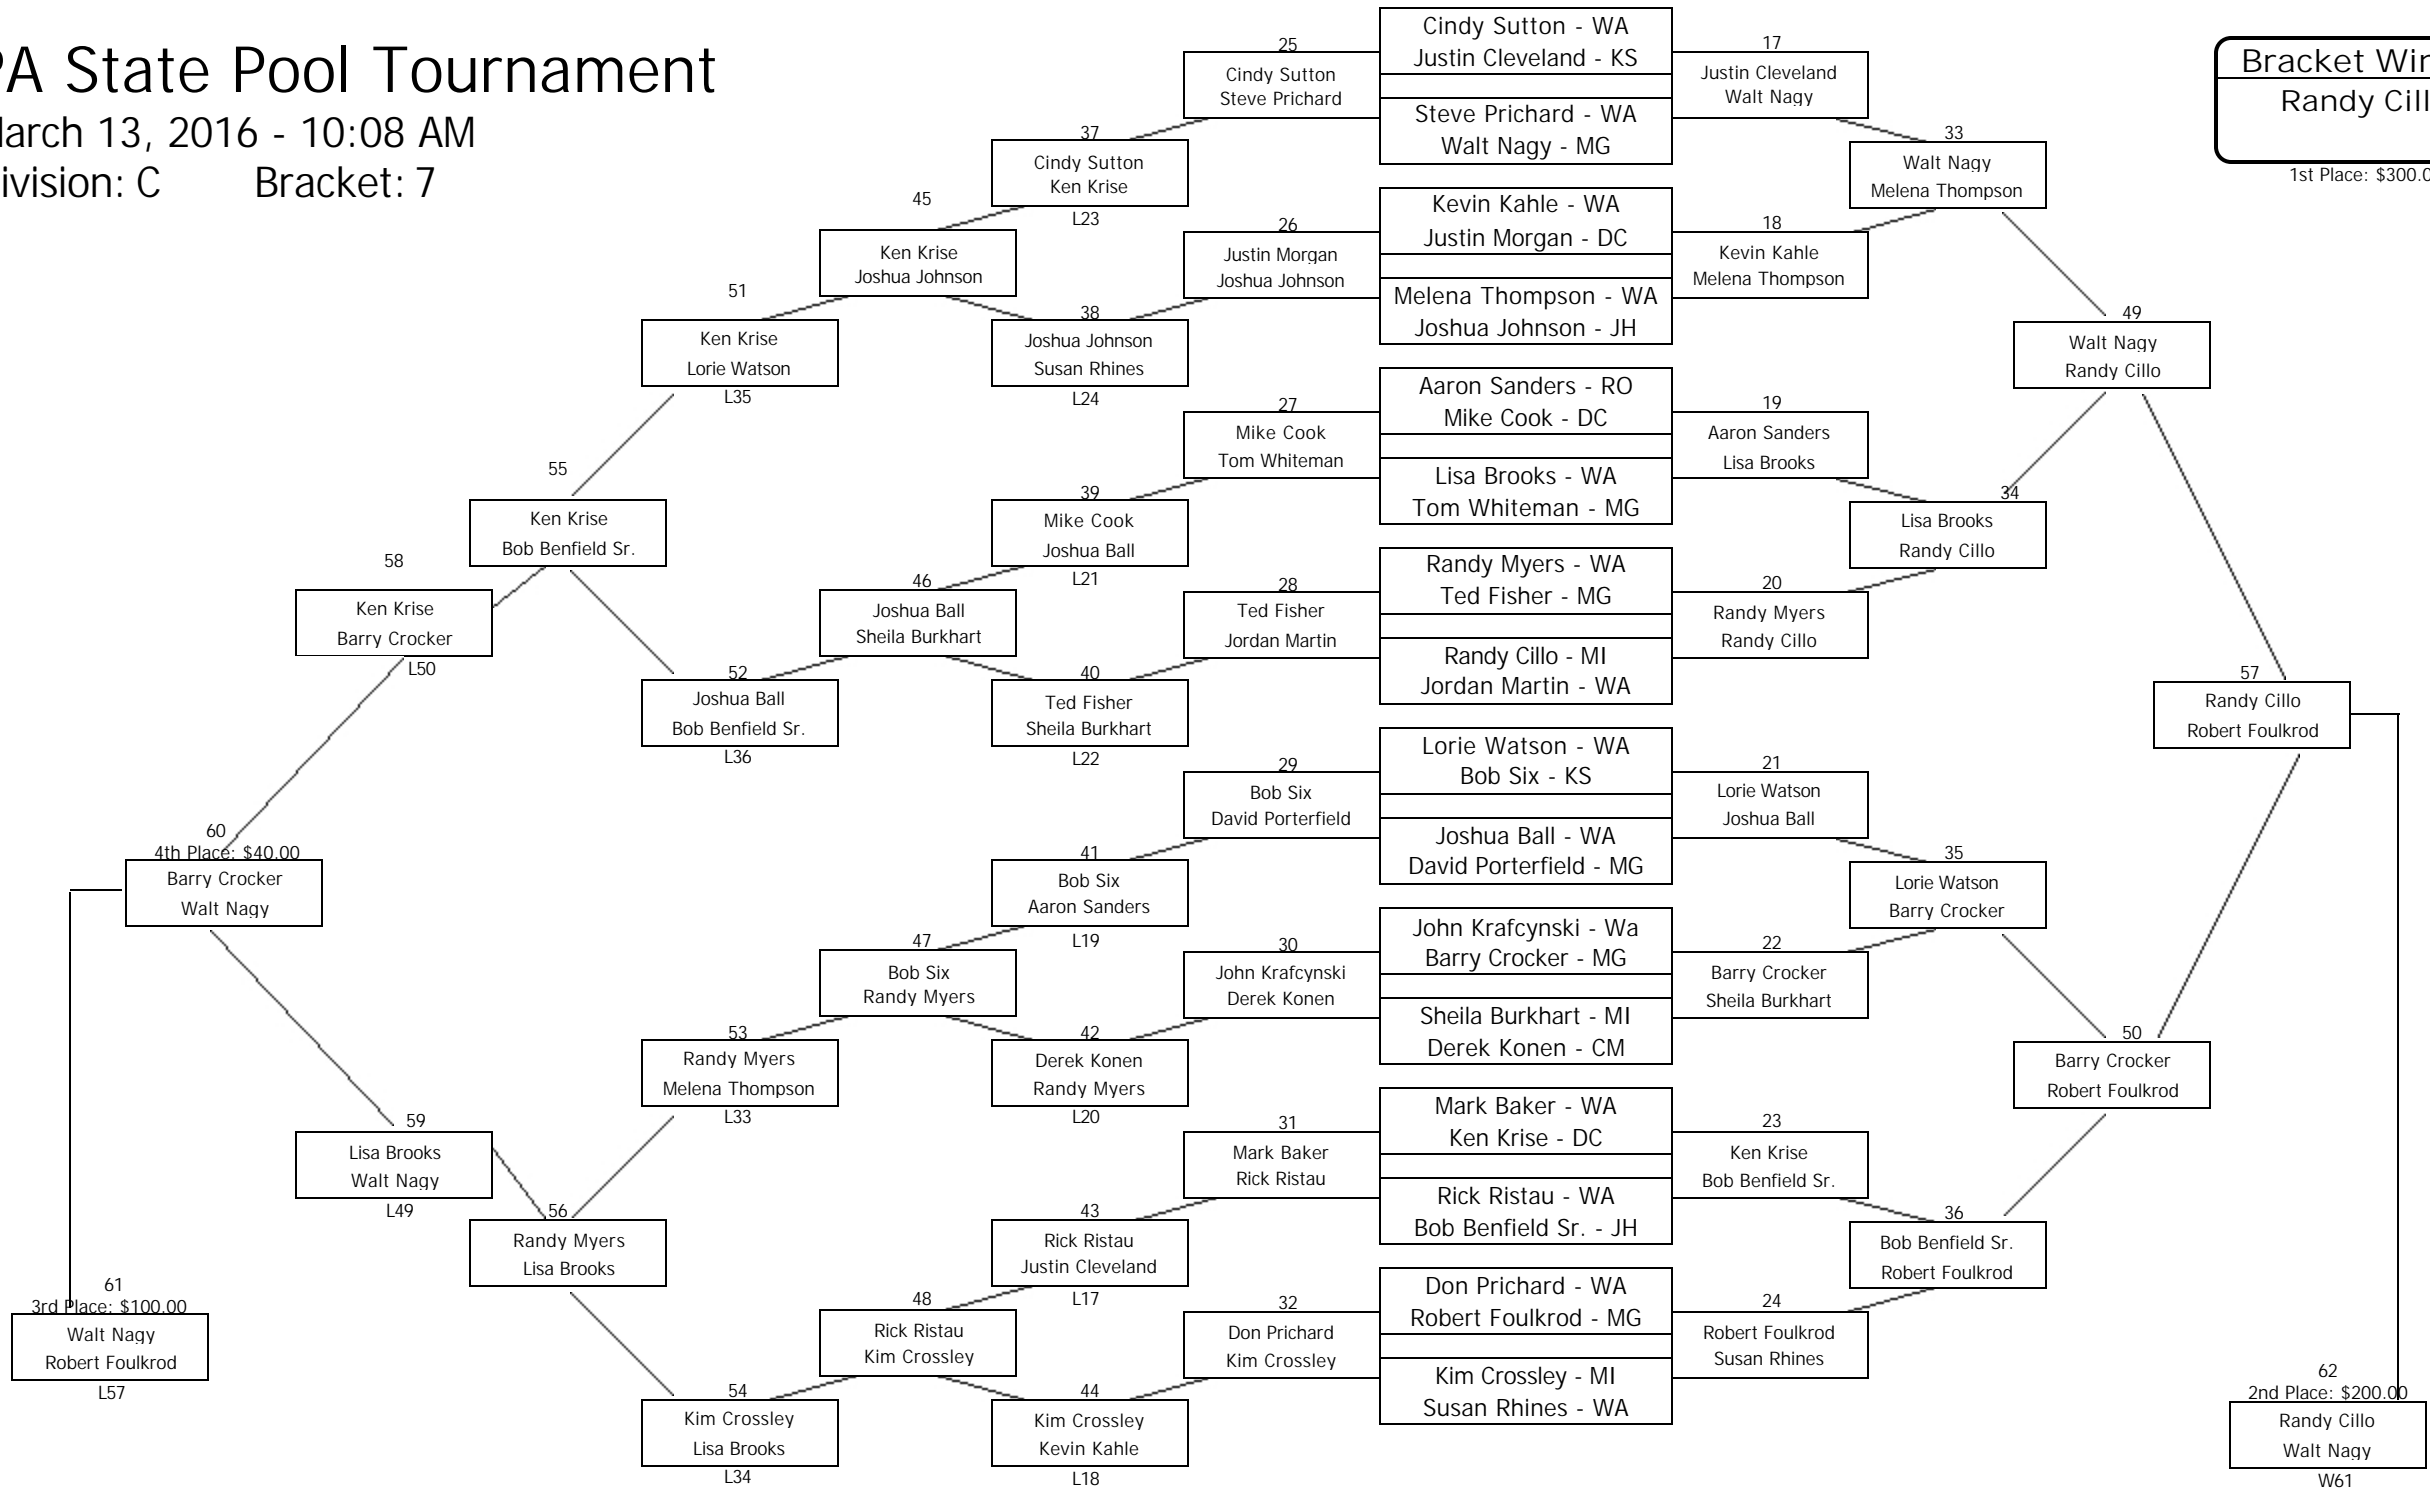 PA State Pool Tournament
March 13, 2016 - 10:08 AM
Division: C Bracket: 7
Bracket Win
Randy Cill
1st Place: $300.0
Cindy Sutton - WA
Justin Cleveland - KS
Steve Prichard - WA
Walt Nagy - MG
Kevin Kahle - WA
Justin Morgan - DC
Melena Thompson - WA
Joshua Johnson - JH
Aaron Sanders - RO
Mike Cook - DC
Lisa Brooks - WA
Tom Whiteman - MG
Randy Myers - WA
Ted Fisher - MG
Randy Cillo - MI
Jordan Martin - WA
Lorie Watson - WA
Bob Six - KS
Joshua Ball - WA
David Porterfield - MG
John Krafcynski - Wa
Barry Crocker - MG
Sheila Burkhart - MI
Derek Konen - CM
Mark Baker - WA
Ken Krise - DC
Rick Ristau - WA
Bob Benfield Sr. - JH
Don Prichard - WA
Robert Foulkrod - MG
Kim Crossley - MI
Susan Rhines - WA
17
Justin Cleveland
Walt Nagy
18
Kevin Kahle
Melena Thompson
19
Aaron Sanders
Lisa Brooks
20
Randy Myers
Randy Cillo
21
Lorie Watson
Joshua Ball
22
Barry Crocker
Sheila Burkhart
23
Ken Krise
Bob Benfield Sr.
24
Robert Foulkrod
Susan Rhines
25
Cindy Sutton
Steve Prichard
26
Justin Morgan
Joshua Johnson
27
Mike Cook
Tom Whiteman
28
Ted Fisher
Jordan Martin
29
Bob Six
David Porterfield
30
John Krafcynski
Derek Konen
31
Mark Baker
Rick Ristau
32
Don Prichard
Kim Crossley
33
Walt Nagy
Melena Thompson
34
Lisa Brooks
Randy Cillo
35
Lorie Watson
Barry Crocker
36
Bob Benfield Sr.
Robert Foulkrod
37
Cindy Sutton
Ken Krise
L23
38
Joshua Johnson
Susan Rhines
L24
39
Mike Cook
Joshua Ball
L21
40
Ted Fisher
Sheila Burkhart
L22
41
Bob Six
Aaron Sanders
L19
42
Derek Konen
Randy Myers
L20
43
Rick Ristau
Justin Cleveland
L17
44
Kim Crossley
Kevin Kahle
L18
45
Ken Krise
Joshua Johnson
46
Joshua Ball
Sheila Burkhart
47
Bob Six
Randy Myers
48
Rick Ristau
Kim Crossley
49
Walt Nagy
Randy Cillo
50
Barry Crocker
Robert Foulkrod
51
Ken Krise
Lorie Watson
L35
52
Joshua Ball
Bob Benfield Sr.
L36
53
Randy Myers
Melena Thompson
L33
54
Kim Crossley
Lisa Brooks
L34
55
Ken Krise
Bob Benfield Sr.
56
Randy Myers
Lisa Brooks
57
Randy Cillo
Robert Foulkrod
58
Ken Krise
Barry Crocker
L50
59
Lisa Brooks
Walt Nagy
L49
60
4th Place: $40.00
Barry Crocker
Walt Nagy
61
3rd Place: $100.00
Walt Nagy
Robert Foulkrod
L57
62
2nd Place: $200.00
Randy Cillo
Walt Nagy
W61